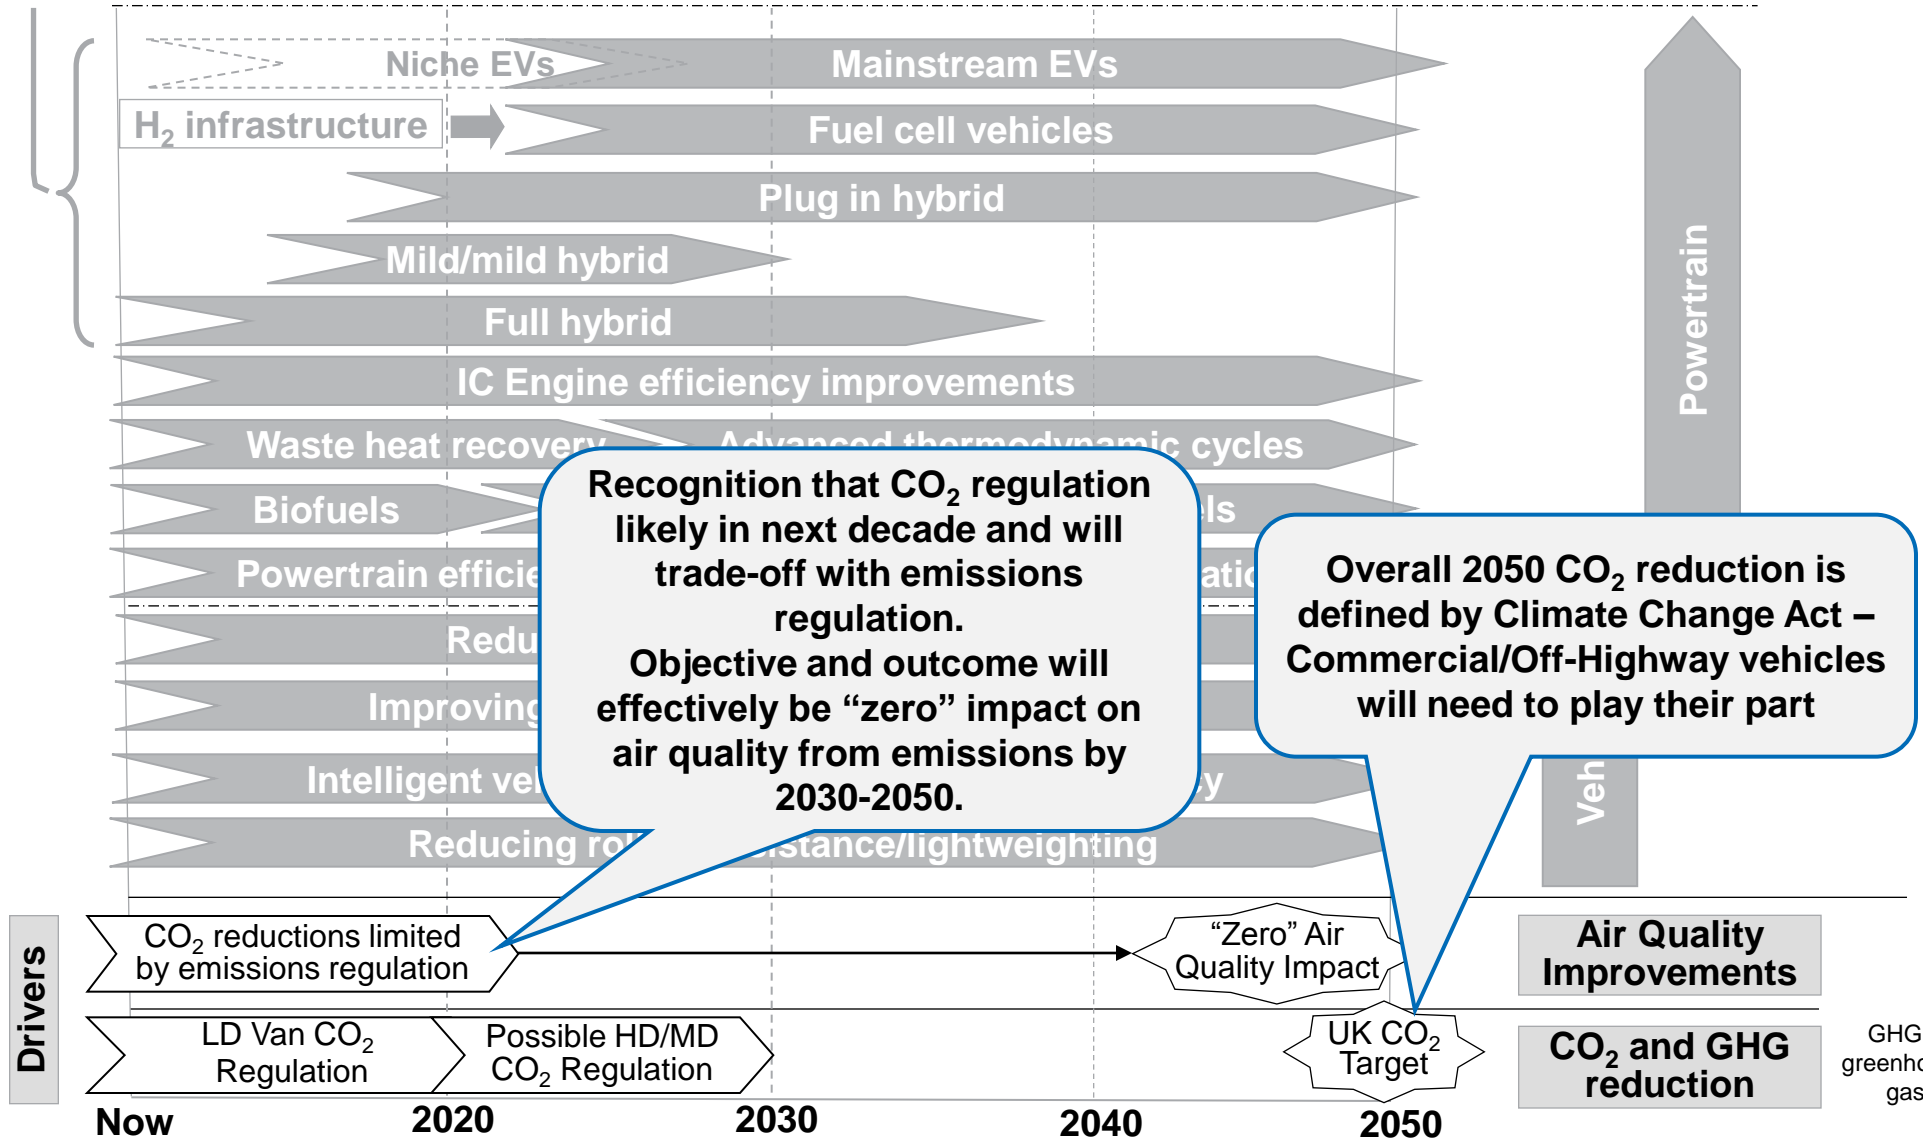 Niche EVs
Mainstream EVs
H₂ infrastructure
Fuel cell vehicles
Plug in hybrid
Mild/mild hybrid
Full hybrid
IC Engine efficiency improvements
Waste heat recovery
Advanced thermodynamic cycles
Biofuels
Powertrain
Recognition that CO₂ regulation
likely in next decade and will
trade-off with emissions
regulation.
Objective and outcome will
effectively be “zero” impact on
air quality from emissions by
2030-2050.
Overall 2050 CO₂ reduction is
defined by Climate Change Act –
Commercial/Off-Highway vehicles
will need to play their part
Powertrain
Improving
Intelligent
Reducing
/lightweighting
Drivers
CO₂ reductions limited
by emissions regulation
“Zero” Air
Quality Impact
Air Quality
Improvements
LD Van CO₂
Regulation
Possible HD/MD
CO₂ Regulation
UK CO₂
Target
CO₂ and GHG
reduction
GHG
gas
Now
2020
2030
2040
2050